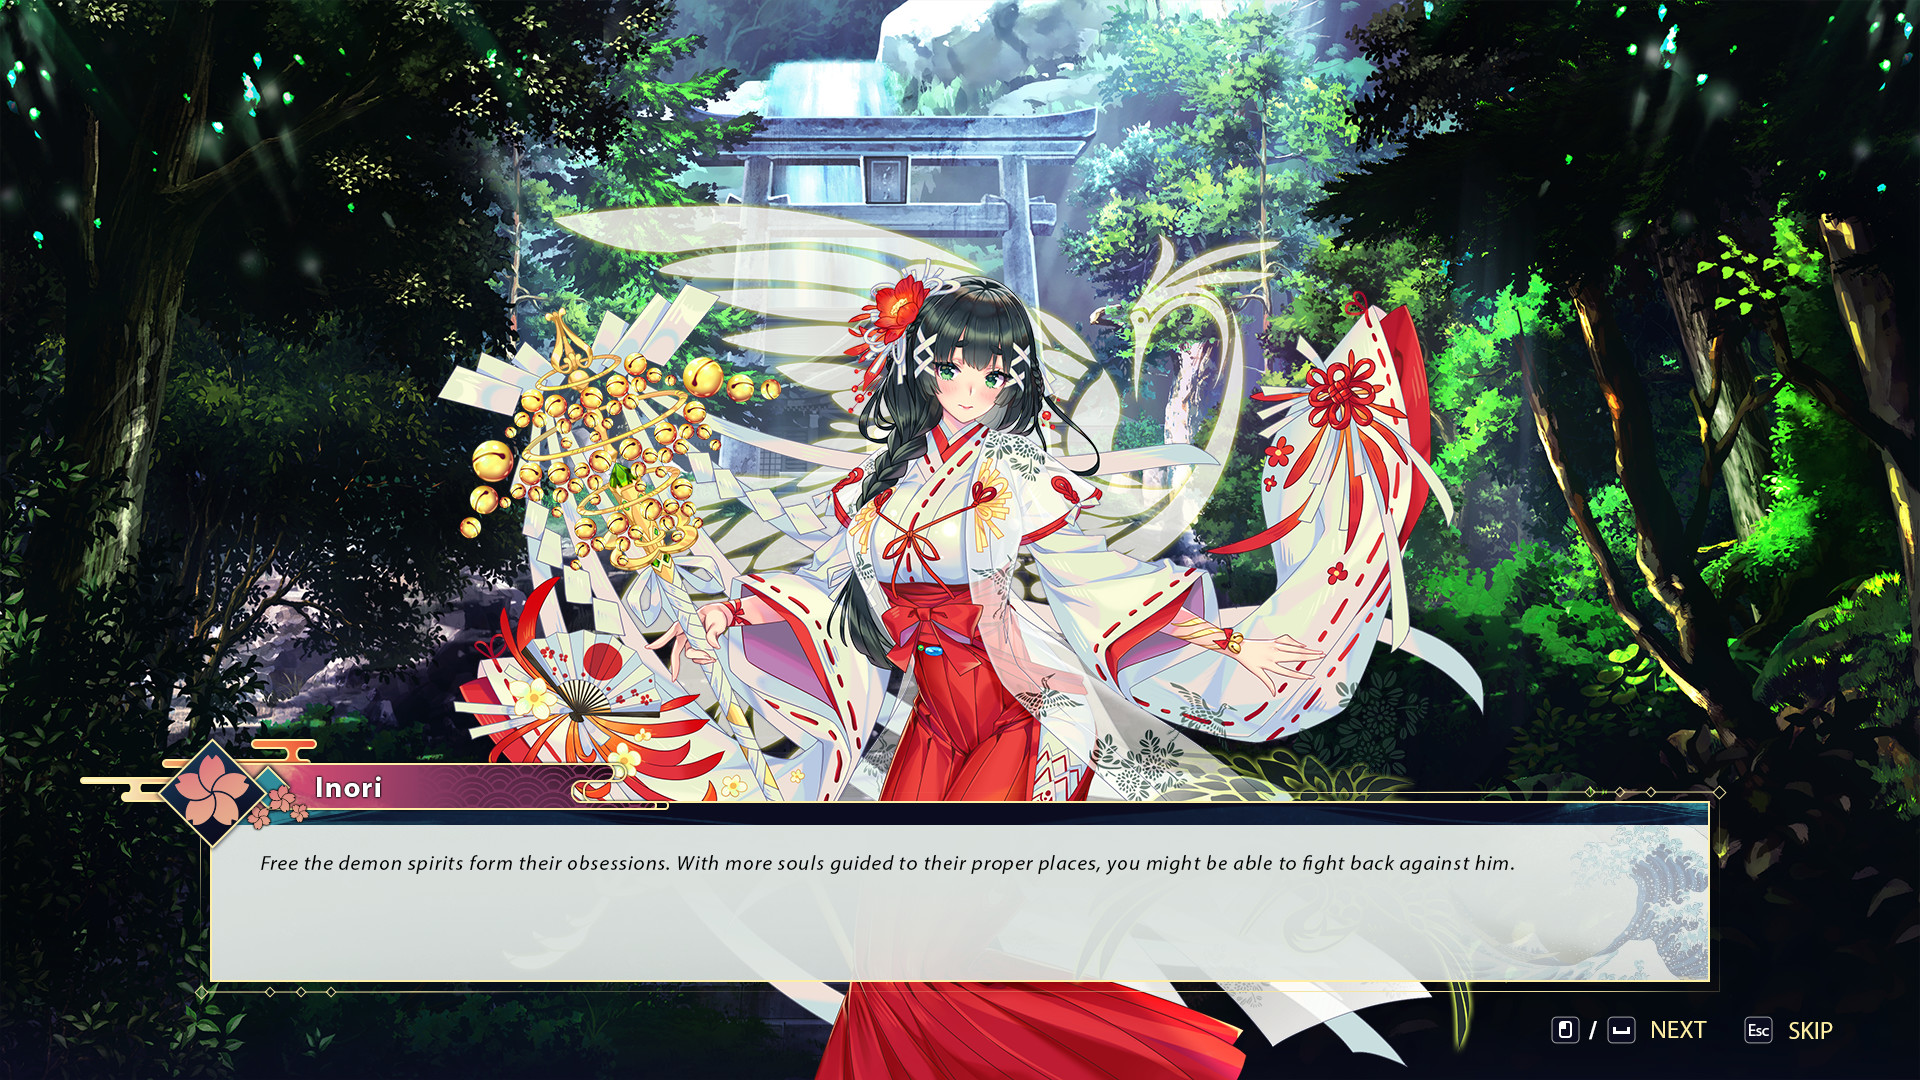 Inori
Free the demon spirits form their obsessions. With more souls guided to their proper places, you might be able to fight back against him.
/ NEXT Esc SKIP